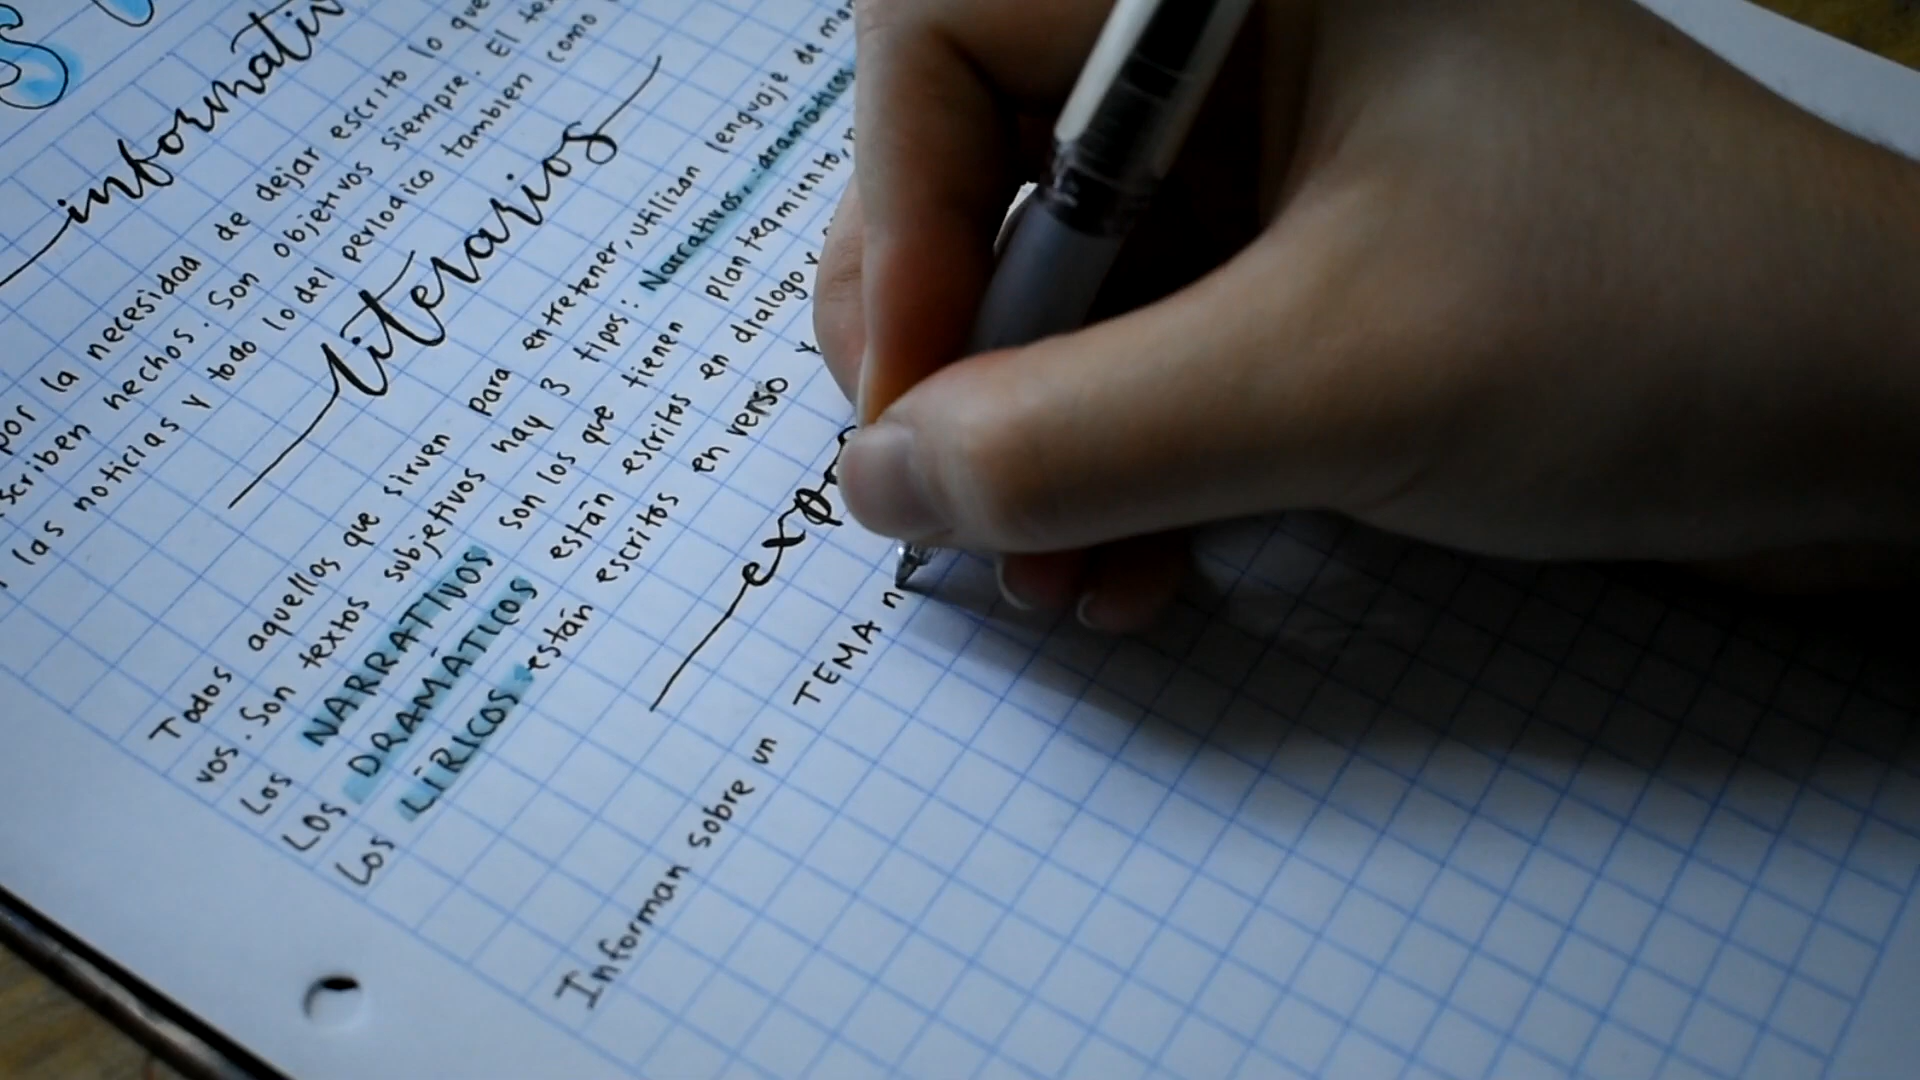 informativ
por la necesidad de dejar escrito lo que
scriben hechos. Son objetivos siempre. El te
las noticias y todo lo del periodico tambien como
literarios
Todos aquellos que sirven para entretener, utilizan lenguaje de man
vos. Son textos subjetivos hay 3 tipos: Narrativos, dramáticos
Los NARRATIVOS son los que tienen planteamiento, n
Los DRAMÁTICOS están escritos en dialogo y
Los LÍRICOS están escritos en verso y
exp
Informan sobre un TEMA n